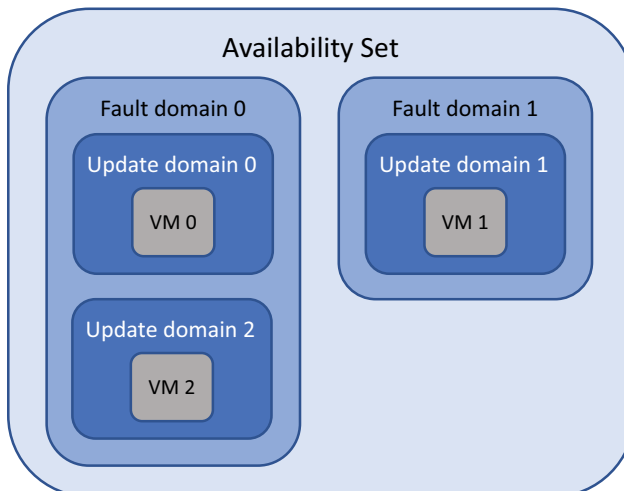 Availability Set
Fault domain 0
Update domain 0
VM 0
Update domain 2
VM 2
Fault domain 1
Update domain 1
VM 1